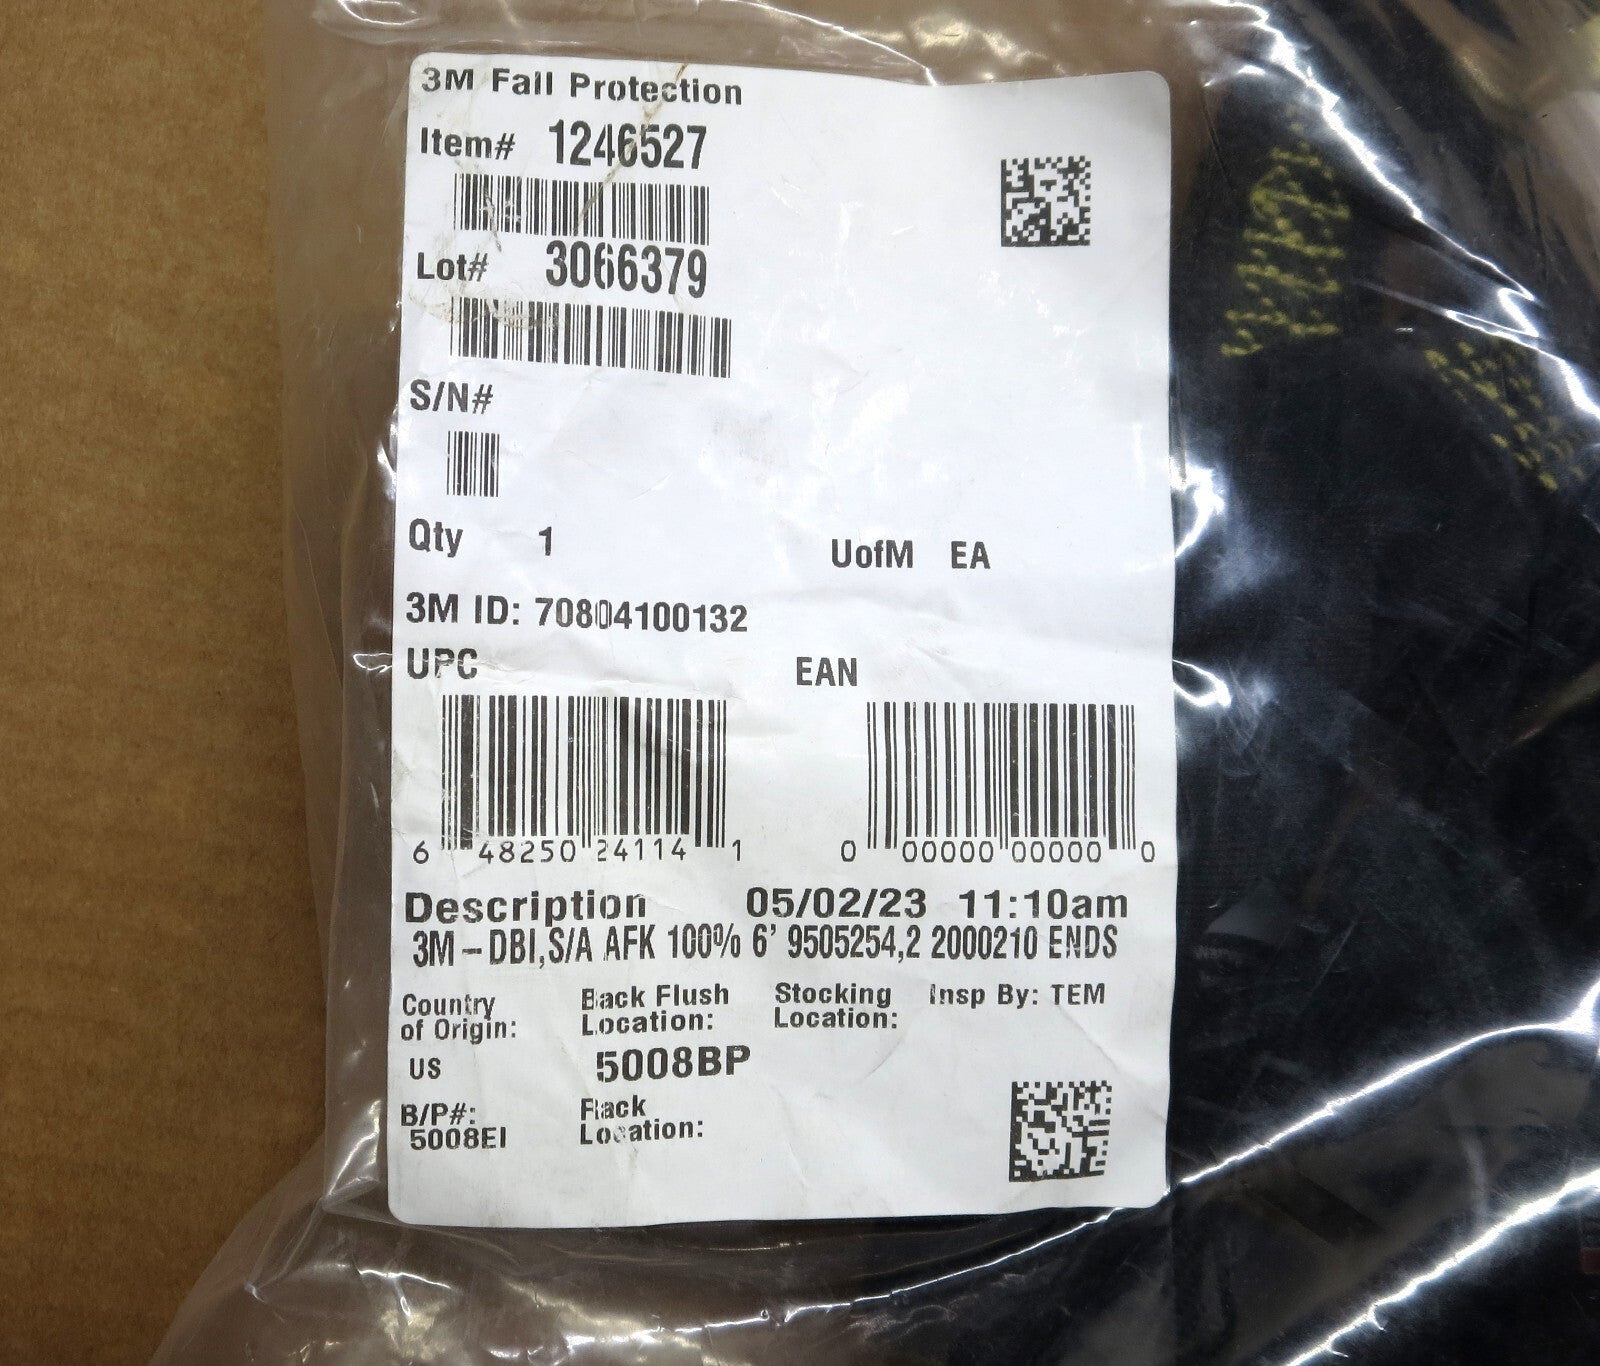 3M Fall Protection
Item# 1246527
Lot# 3066379
S/N#
Qty 1 UofM EA
3M ID: 70804100132
UPC EAN
6 48250 24114 1 0 00000 00000 0
Description 05/02/23 11:10am
3M-DBI,S/A AFK 100% 6' 9505254,2 2000210 ENDS
Country of Origin:
US
Back Flush Location:
5008BP
Stocking Location:
Insp By: TEM
B/P#:
5008EI
Rack Location: